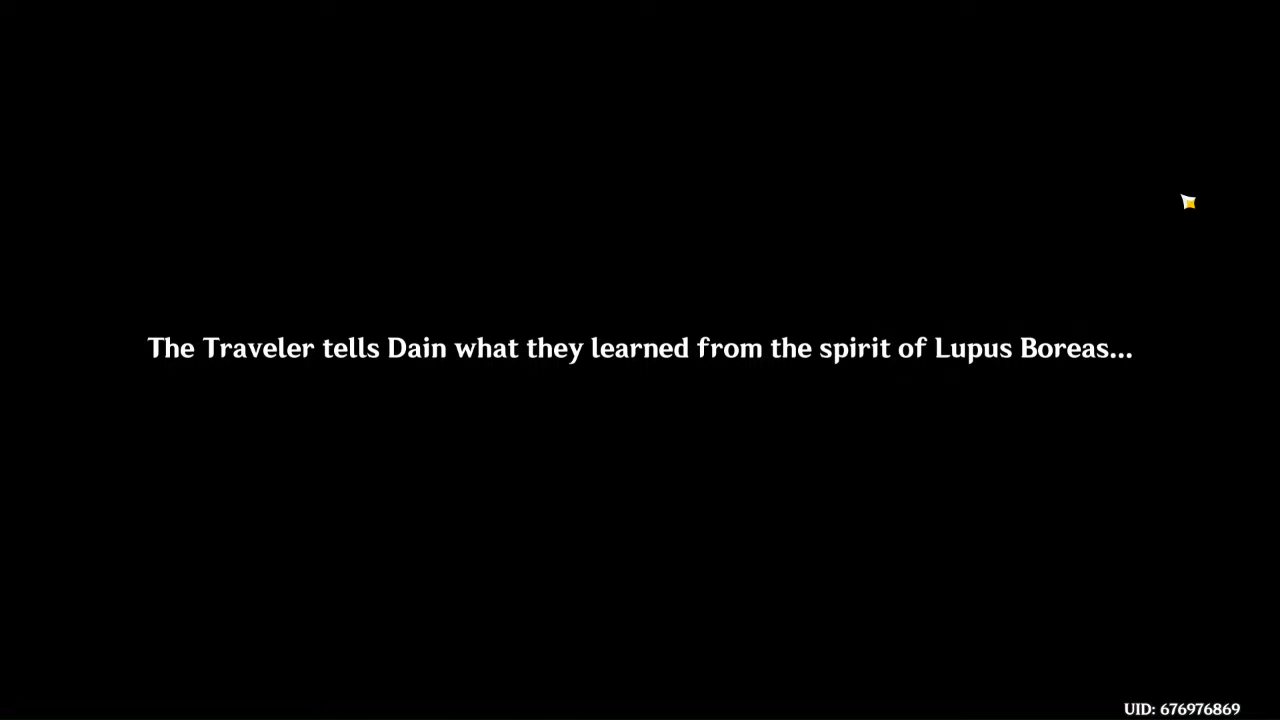 The Traveler tells Dain what they learned from the spirit of Lupus Boreas...
UID: 676976869